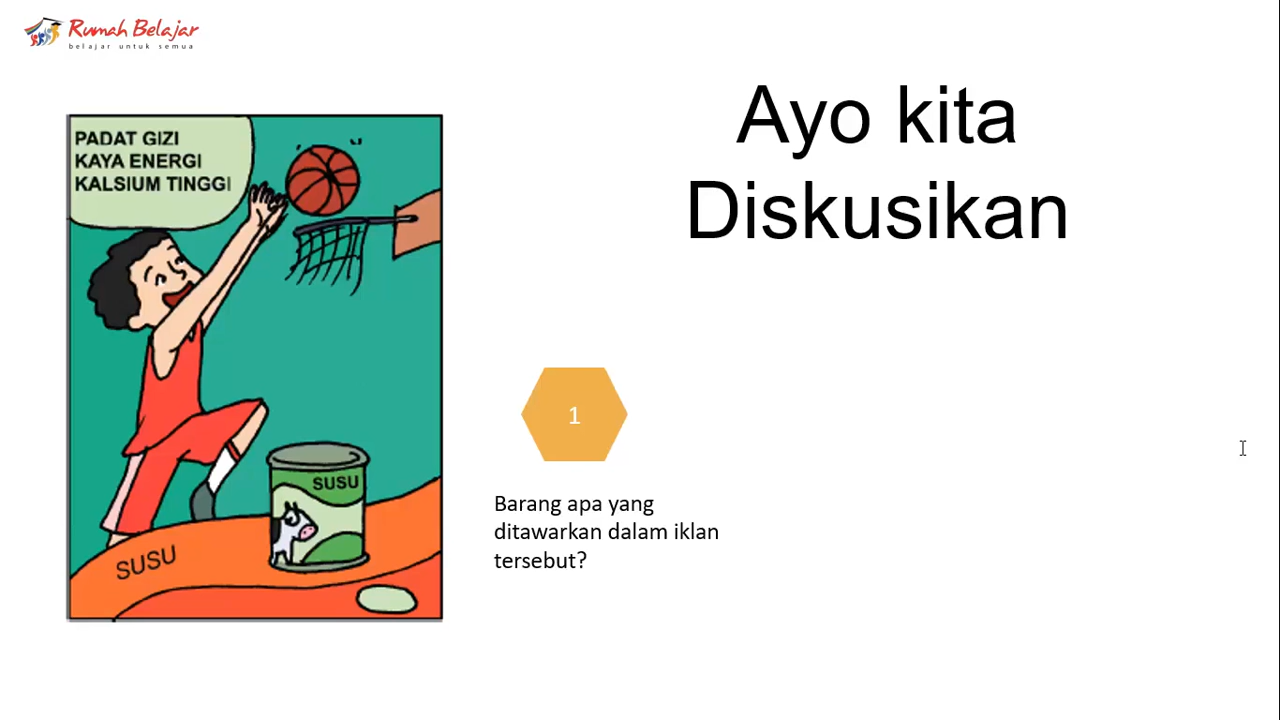 Rumah Belajar
belajar untuk semua
Ayo kita
Diskusikan
PADAT GIZI
KAYA ENERGI
KALSIUM TINGGI
SUSU
SUSU
1
Barang apa yang
ditawarkan dalam iklan
tersebut?